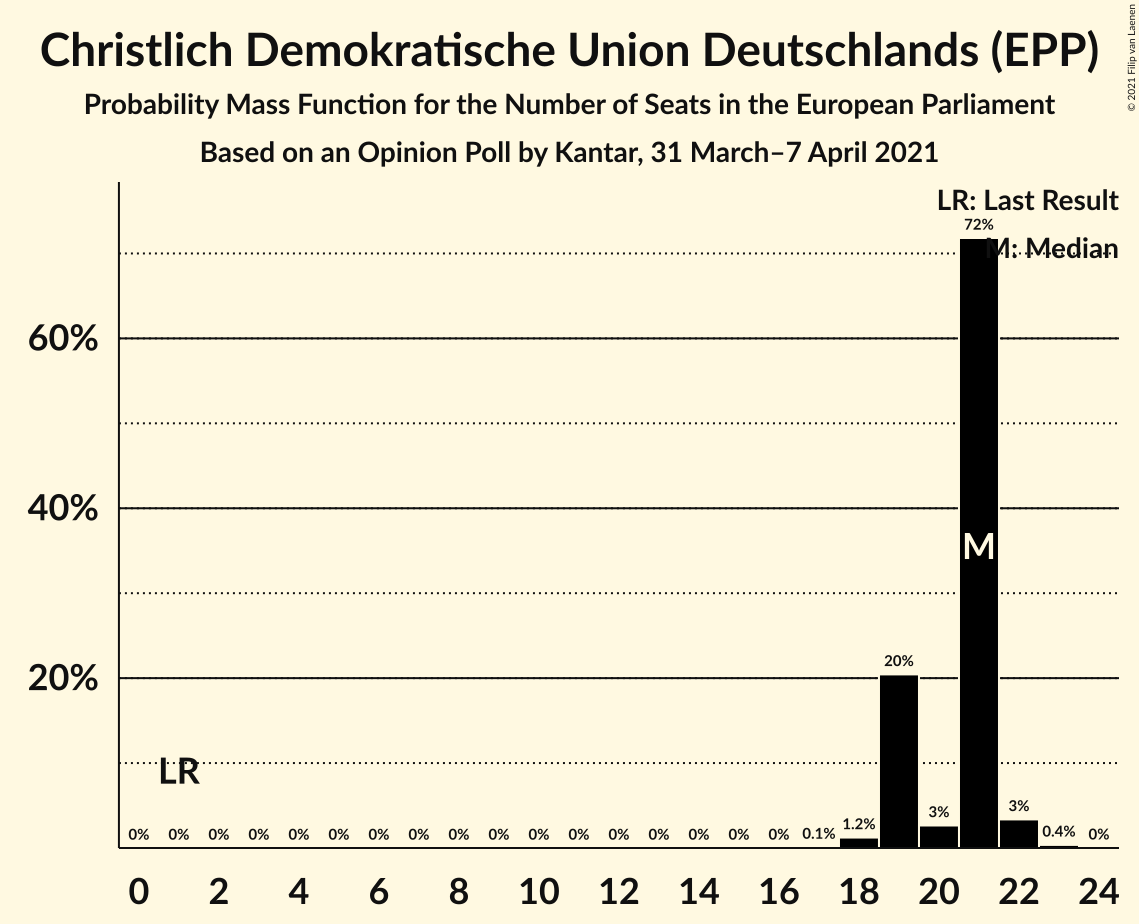 Christlich Demokratische Union Deutschlands (EPP)
Probability Mass Function for the Number of Seats in the European Parliament
Based on an Opinion Poll by Kantar, 31 March–7 April 2021
© 2021 Filip van Laenen
LR: Last Result
72%
M: Median
60%
40%
M
20%
20%
LR
0% 0% 0% 0% 0% 0% 0% 0% 0% 0% 0% 0% 0% 0% 0% 0% 0% 0.1% 1.2% 3% 3% 0.4% 0%
0 2 4 6 8 10 12 14 16 18 20 22 24